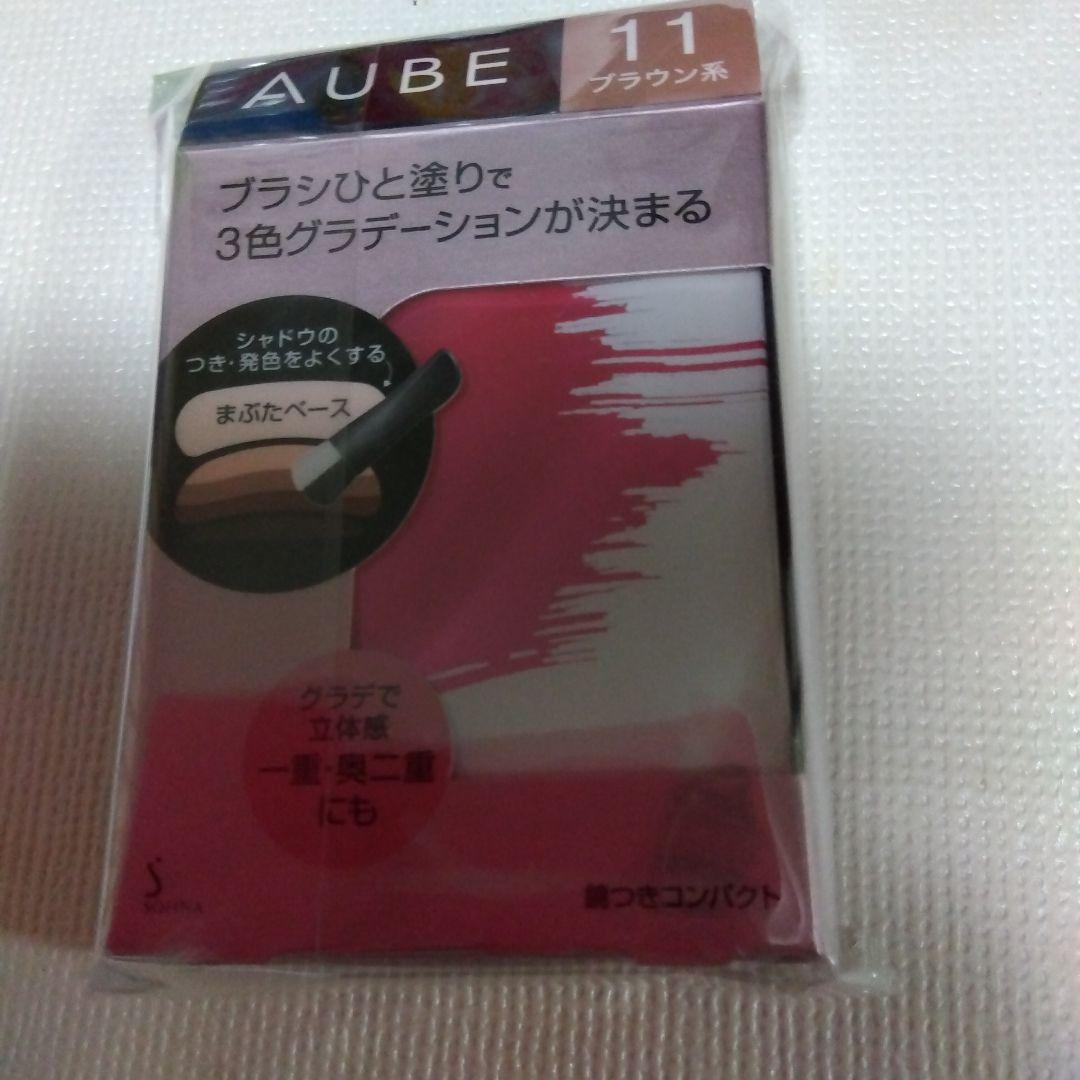 AUBE
11
ブラウン系
ブラシひと塗りで
3色グラデーションが決まる
シャドウの
つき・発色をよくする
まぶたベース
グラデで
立体感
一重・奥二重
にも
SOFINA
鏡つきコンパクト